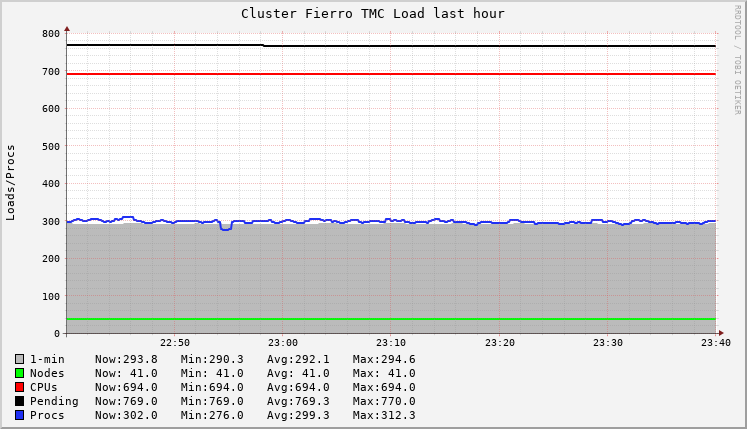 Cluster Fierro TMC Load last hour
RRDTOOL / TOBI OETIKER
Loads/Procs
800
700
600
500
400
300
200
100
0
22:50 23:00 23:10 23:20 23:30 23:40
1-min Now:293.8 Min:290.3 Avg:292.1 Max:294.6
Nodes Now: 41.0 Min: 41.0 Avg: 41.0 Max: 41.0
CPUs Now:694.0 Min:694.0 Avg:694.0 Max:694.0
Pending Now:769.0 Min:769.0 Avg:769.3 Max:770.0
Procs Now:302.0 Min:276.0 Avg:299.3 Max:312.3